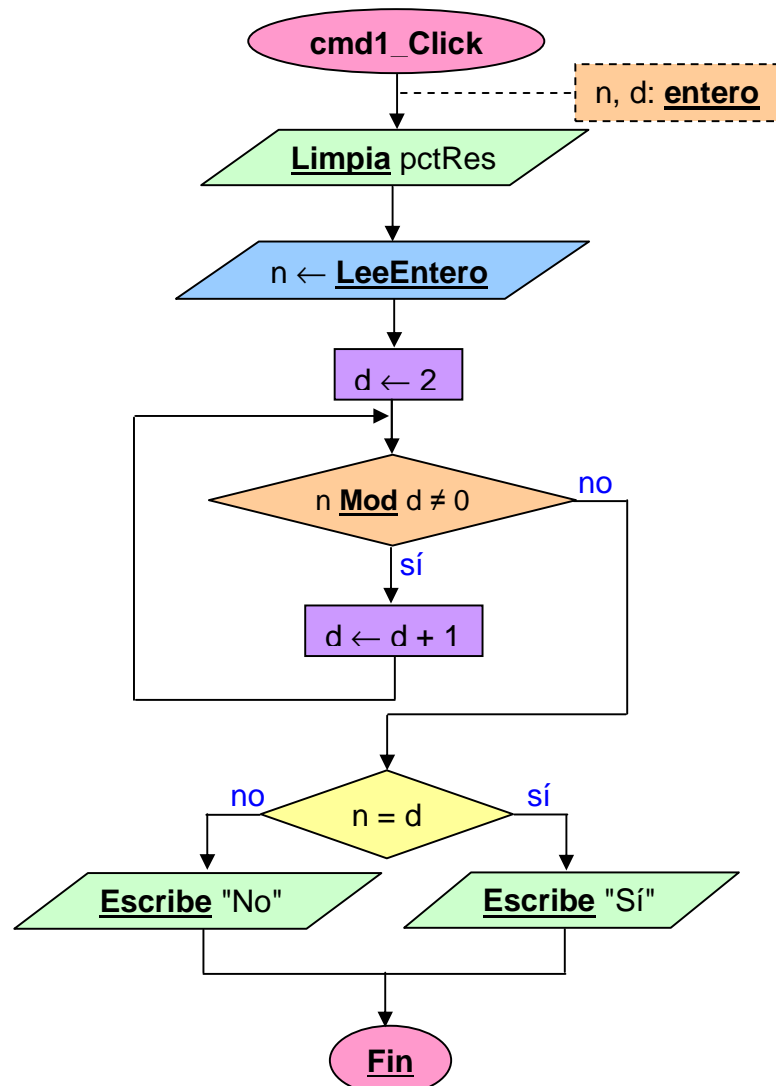 cmd1_Click
n, d: entero
Limpia pctRes
n ← LeeEntero
d ← 2
n Mod d ≠ 0
no
sí
d ← d + 1
no
n = d
sí
Escribe "No"
Escribe "Sí"
Fin